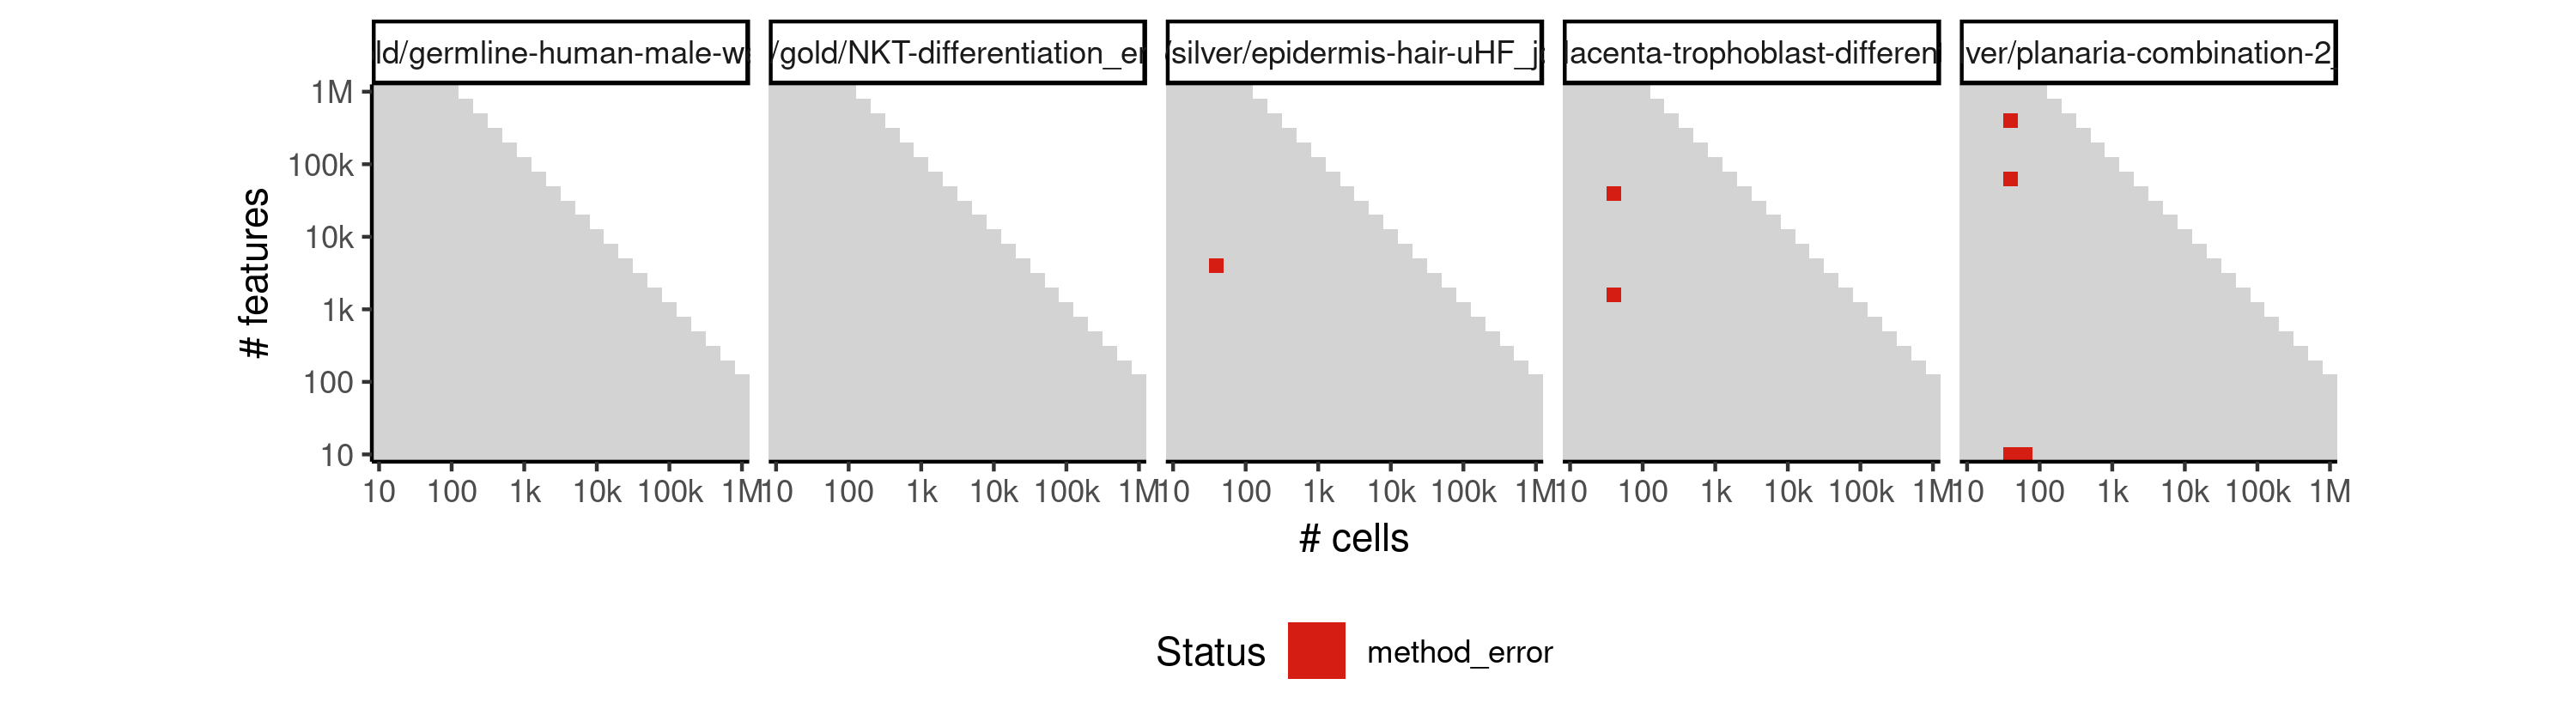 ld/germline-human-male-w
/gold/NKT-differentiation_e
/silver/epidermis-hair-uHF_j
lacenta-trophoblast-differen
ver/planaria-combination-2
1M
100k
10k
1k
100
10
# features
10 100 1k 10k 100k 1M
10 100 1k 10k 100k 1M
10 100 1k 10k 100k 1M
10 100 1k 10k 100k 1M
10 100 1k 10k 100k 1M
# cells
Status method_error